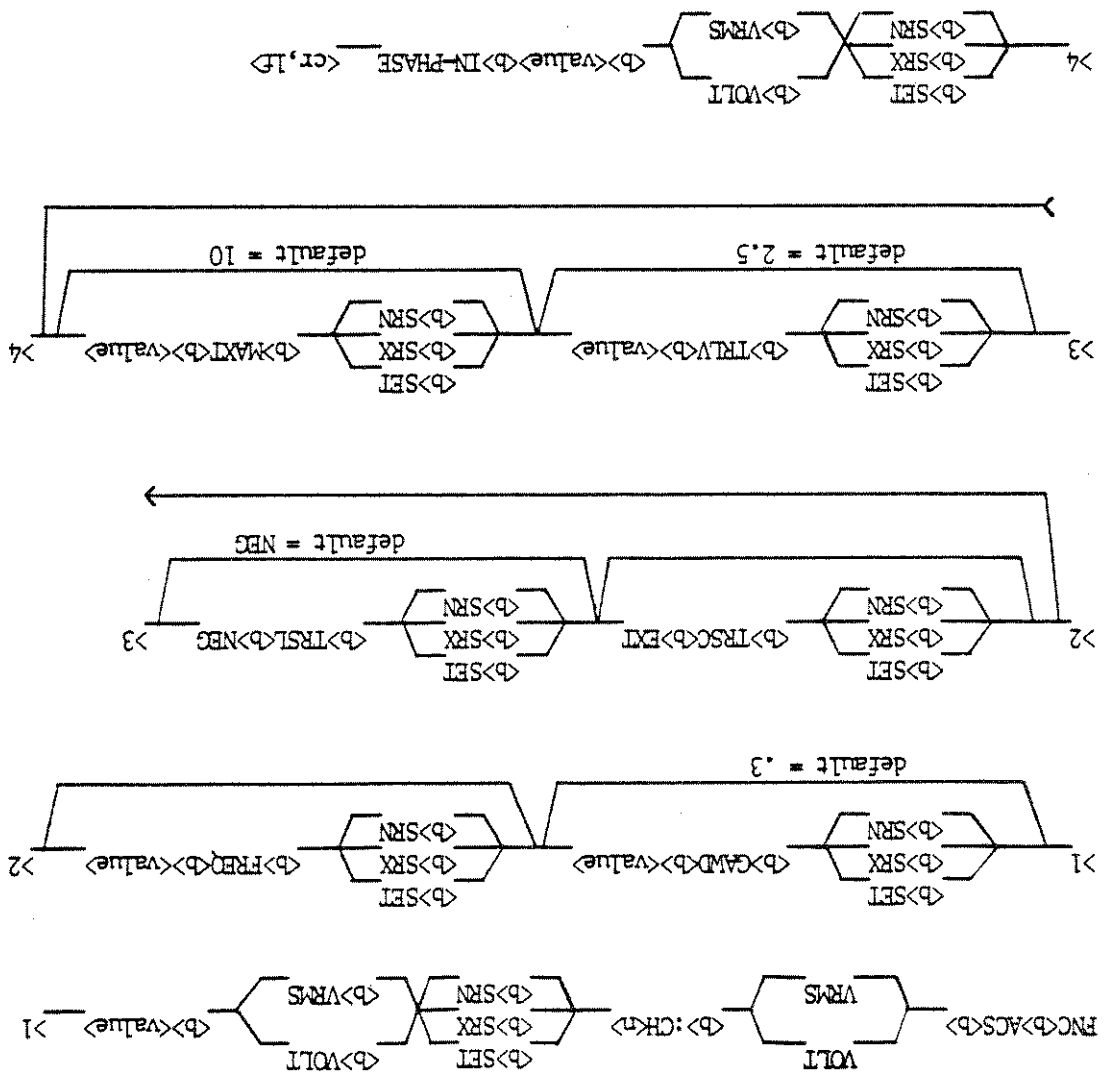 VOLT <b>SET <b>VOLT
FNC<b>ACS<b> <b>:CH<n> <b>SRX <b><value> >1
VRMS <b>SRN <b>VRMS
<b>SET <b>SET
>1 <b>SRX <b>GAWD<b><value> <b>SRX <b>FREQ<b><value> >2
<b>SRN <b>SRN
default = .3
<b>SET <b>SET
>2 <b>SRX <b>TRSC<b>EXT <b>SRX <b>TRSL<b>NEG >3
<b>SRN <b>SRN
default = NEG
<b>SET <b>SET
>3 <b>SRX <b>TRLV<b><value> <b>SRX <b>MAXT<b><value> >4
<b>SRN <b>SRN
default = 2.5 default = 10
<b>SET <b>VOLT
>4 <b>SRX <b><value><b>IN-PHASE <cr,lf>
<b>SRN <b>VRMS